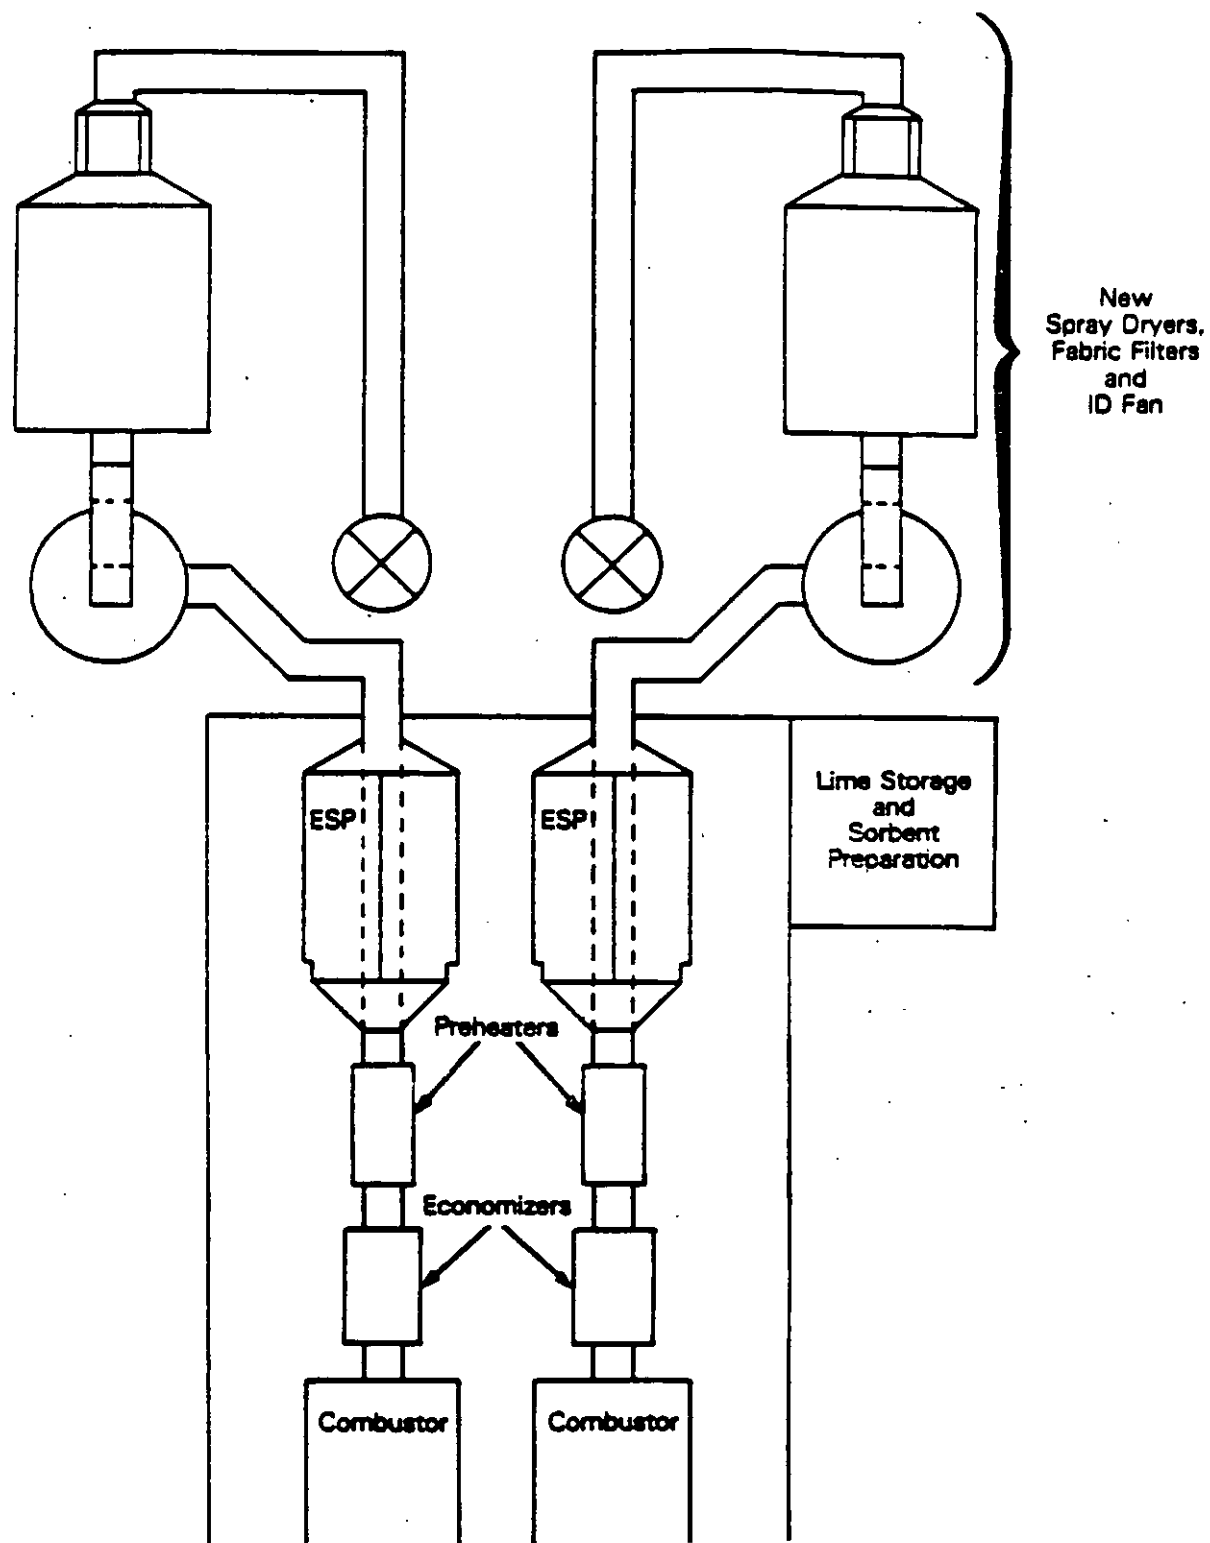 New
Spray Dryers,
Fabric Filters
and
ID Fan
Lime Storage
and
Sorbent
Preparation
ESP
ESP
Preheaters
Economizers
Combustor
Combustor